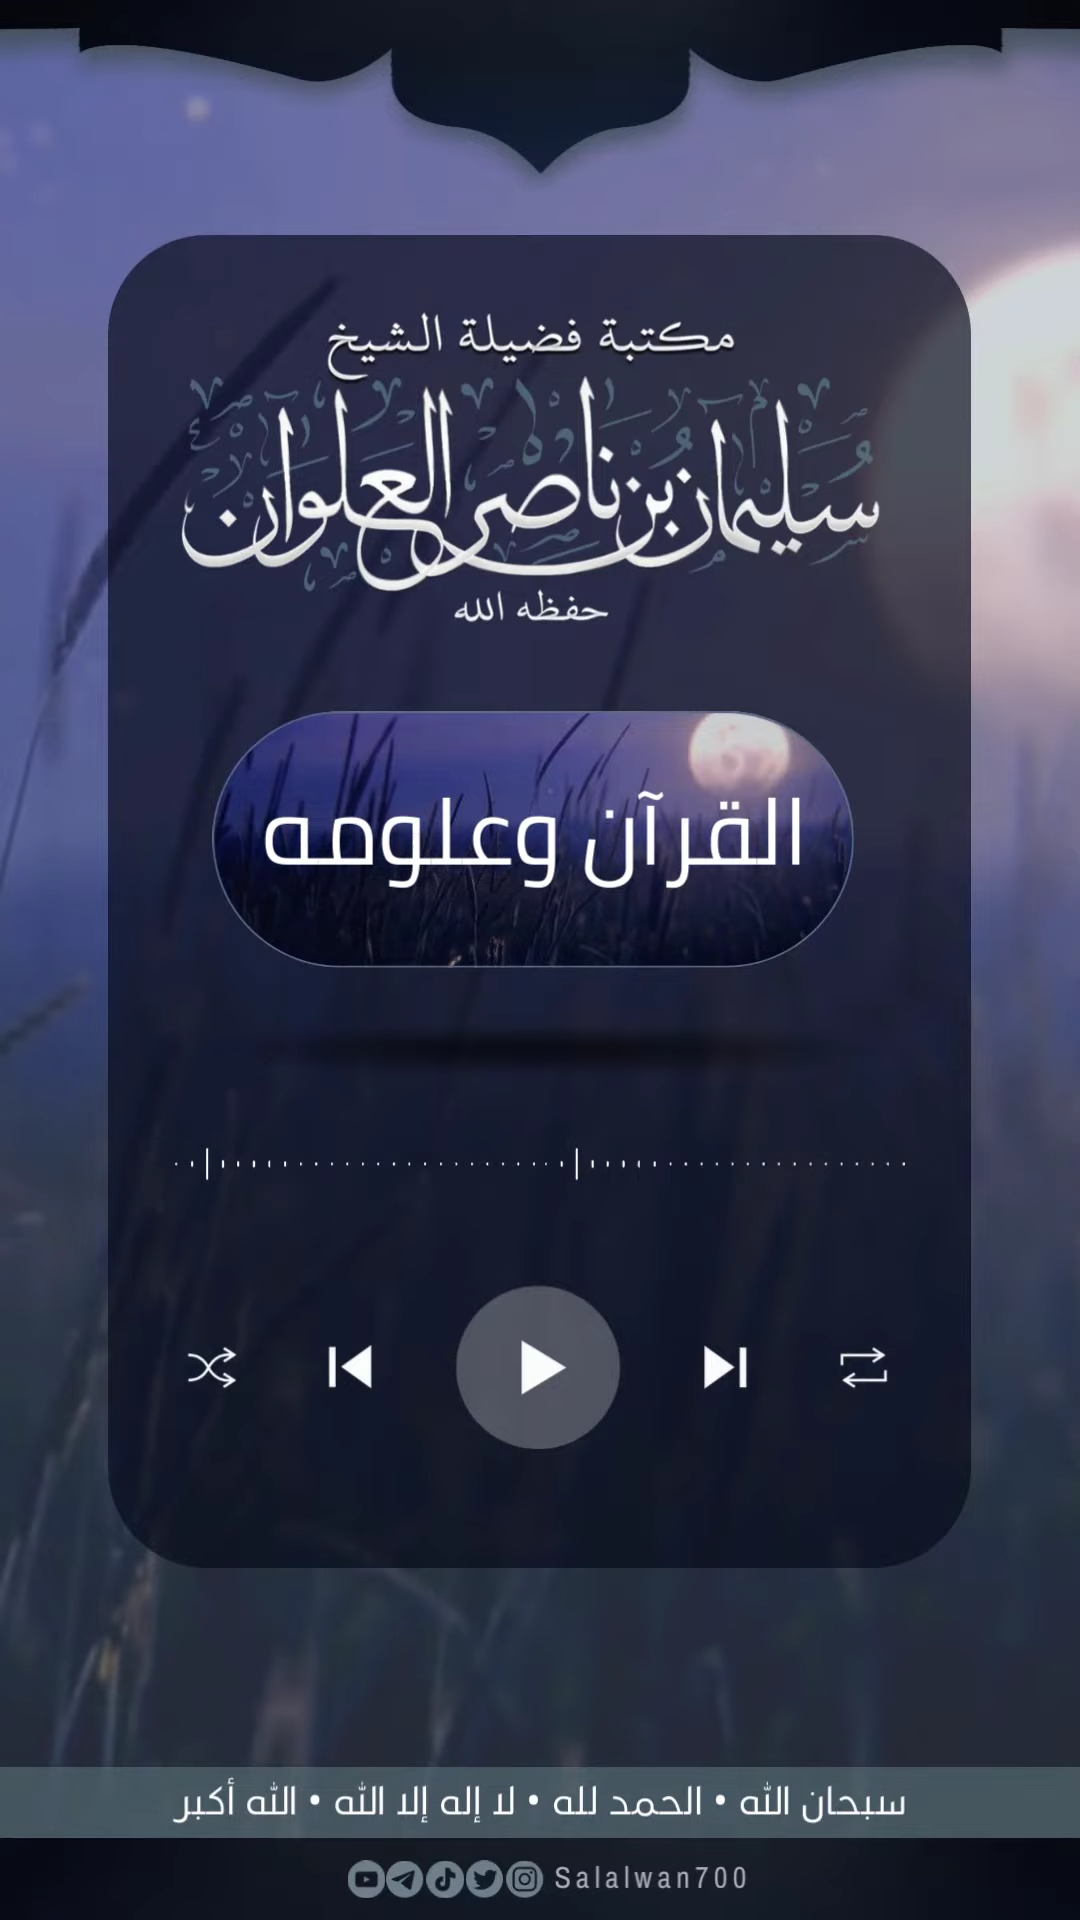 مكتبة فضيلة الشيخ
سليمان بن ناصر العلوان
حفظه الله
القرآن وعلومه
سبحان الله • الحمد لله • لا إله إلا الله • الله أكبر
Salalwan700